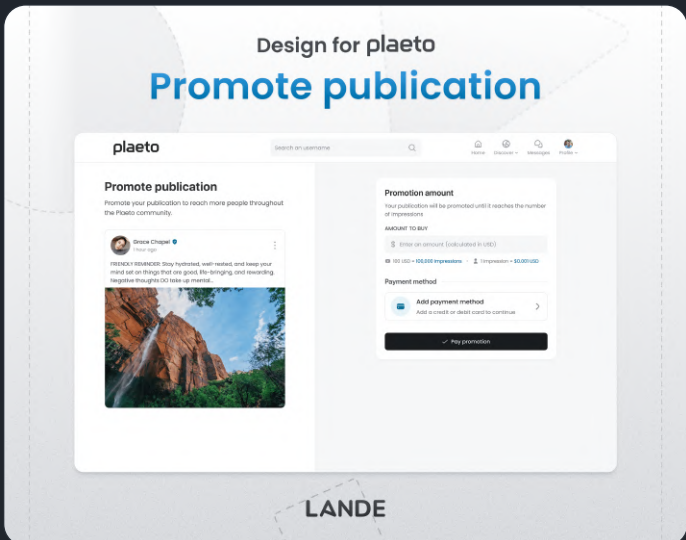 Design for plaeto
Promote publication
plaeto
Search an username
Home
Discover
Messages
Profile
Promote publication
Promote your publication to reach more people throughout
the Plaeto community.
Grace Chapel
1 hour ago
FRIENDLY REMINDER: Stay hydrated, well-rested, and keep your
mind set on things that are good, life-bringing, and rewarding.
Negative thoughts DO take up mental...
Promotion amount
Your publication will be promoted until it reaches the number
of impressions
AMOUNT TO BUY
$ Enter an amount (calculated in USD)
100 USD = 100,000 impressions • 1 impression = $0.001 USD
Payment method
Add payment method
Add a credit or debit card to continue
Pay promotion
LANDE